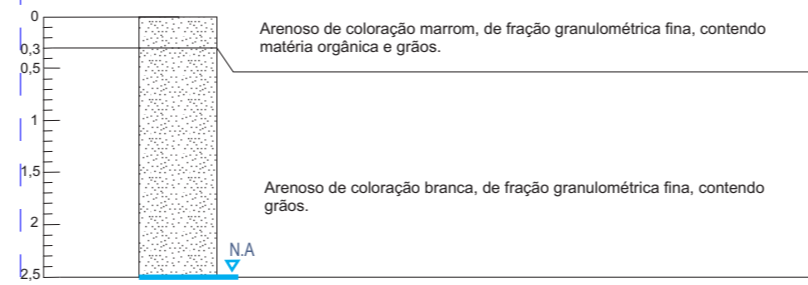 0
Arenoso de coloração marrom, de fração granulométrica fina, contendo
matéria orgânica e grãos.
0,3
0,5
1
1,5
Arenoso de coloração branca, de fração granulométrica fina, contendo
grãos.
2
N.A
2,5